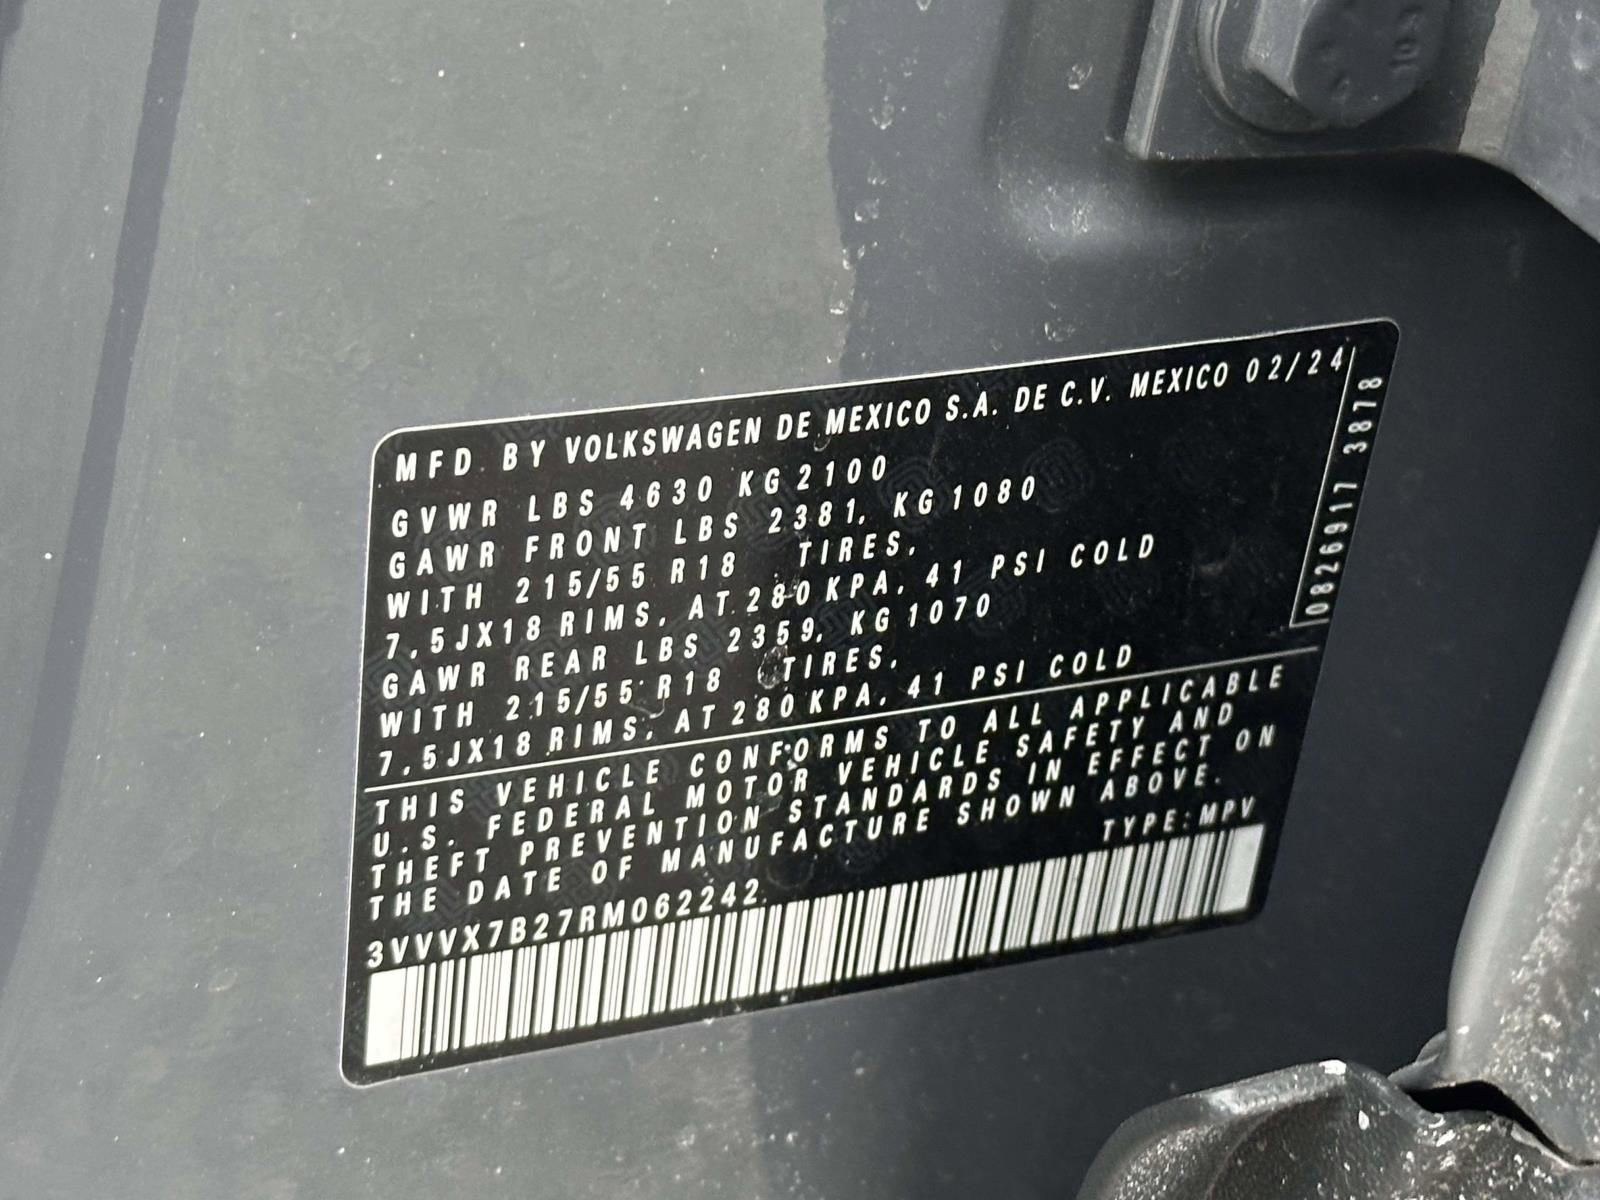 MFD. BY VOLKSWAGEN DE MEXICO S.A. DE C.V. MEXICO 02/24
GVWR LBS 4630 KG 2100
GAWR FRONT LBS 2381, KG 1080
WITH 215/55 R18 TIRES,
7,5JX18 RIMS, AT 280 KPA, 41 PSI COLD
GAWR REAR LBS 2359, KG 1070
WITH 215/55 R18 TIRES,
7,5JX18 RIMS, AT 280 KPA, 41 PSI COLD
THIS VEHICLE CONFORMS TO ALL APPLICABLE
U.S. FEDERAL MOTOR VEHICLE SAFETY AND
THEFT PREVENTION STANDARDS IN EFFECT ON
THE DATE OF MANUFACTURE SHOWN ABOVE.
TYPE: MPV
3VVVX7B27RM062242
0826917 3878